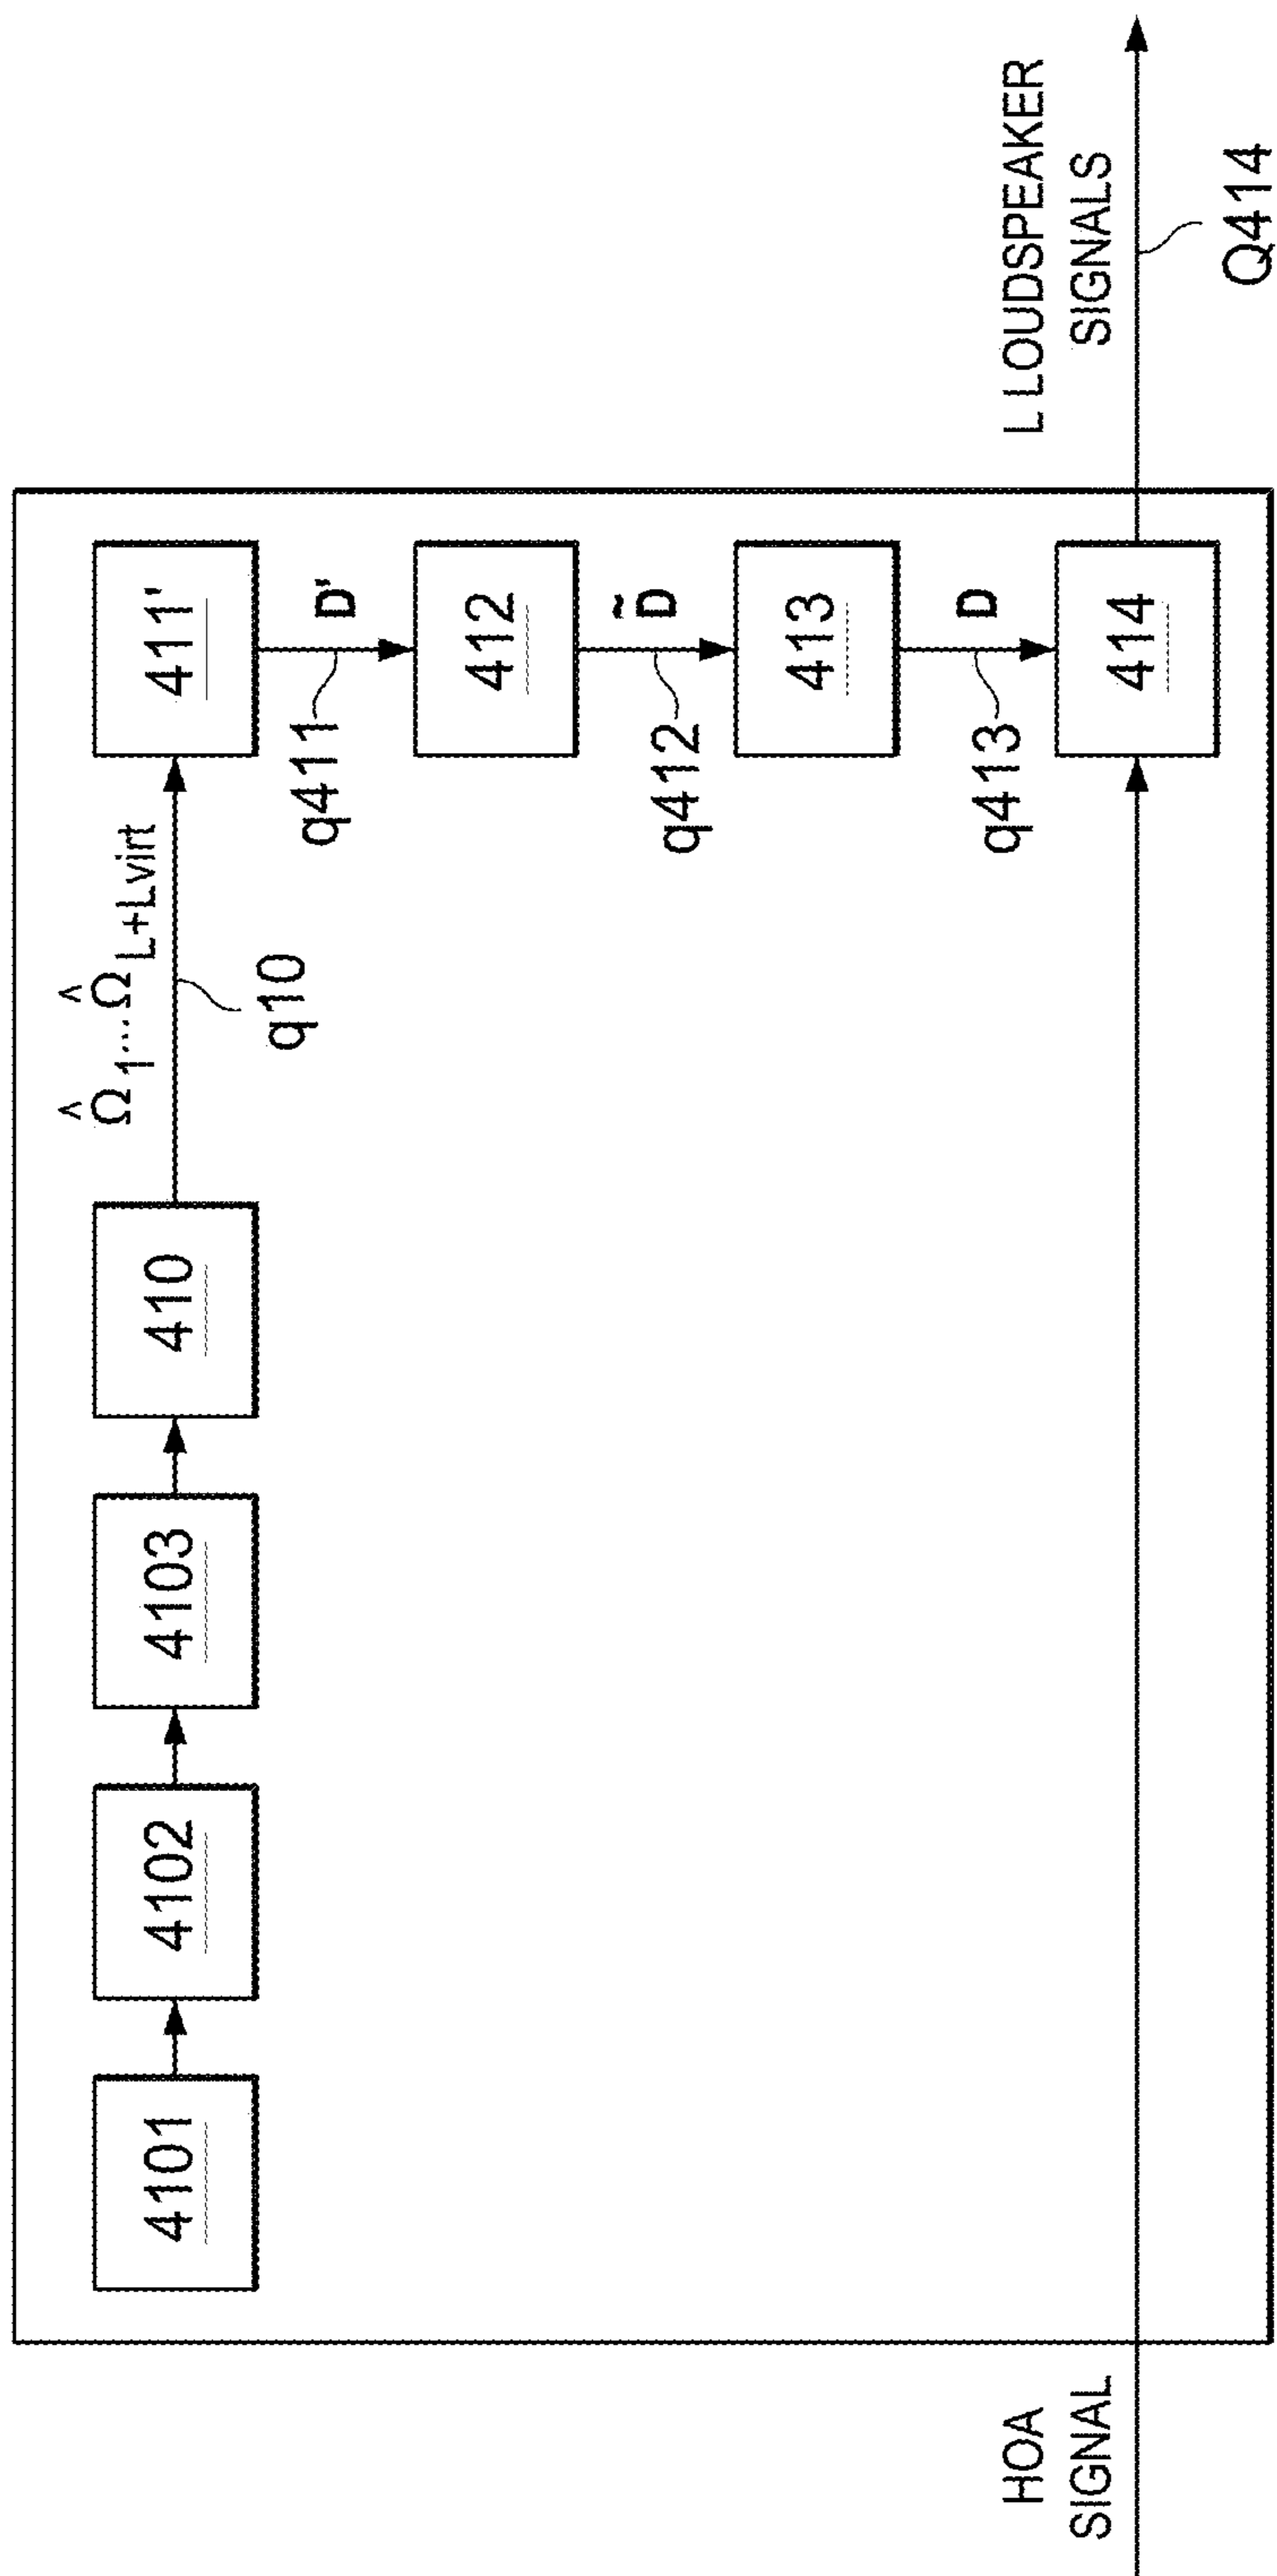 4101
4102
4103
410
Ω̂1...Ω̂L+Lvirt
q10
411'
D'
q411
412
D̃
q412
413
D
q413
414
HOA
SIGNAL
L LOUDSPEAKER
SIGNALS
Q414